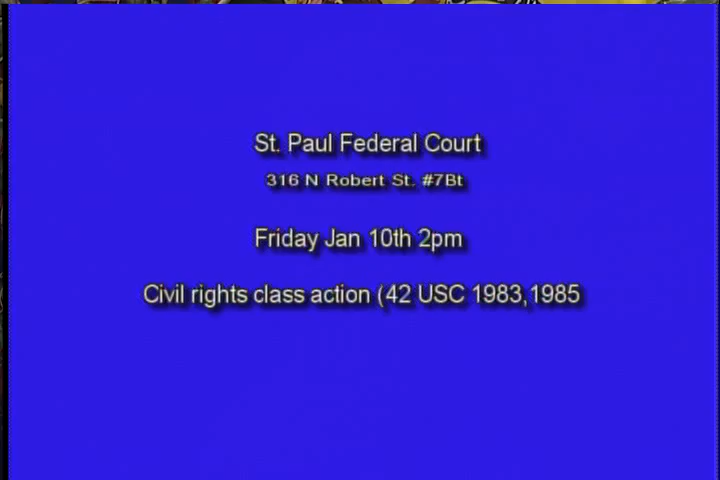 St. Paul Federal Court
316 N Robert St. #7Bt
Friday Jan 10th 2pm
Civil rights class action (42 USC 1983,1985